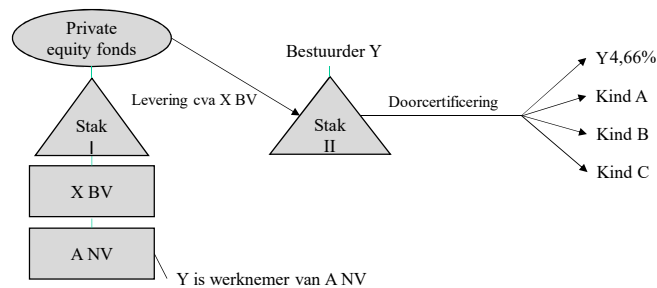 Private
equity fonds
Bestuurder Y
Y 4,66%
Levering cva X BV
Doorcertificering
Kind A
Stak
I
Stak
II
Kind B
Kind C
X BV
A NV
Y is werknemer van A NV